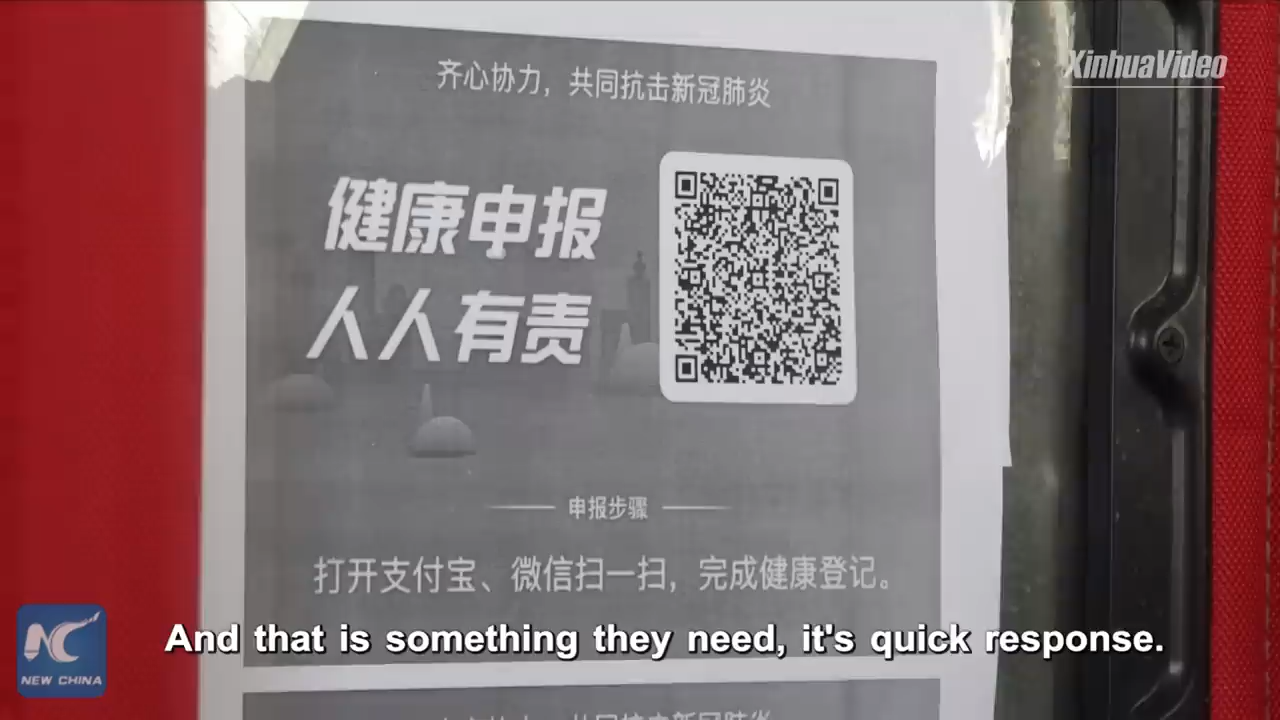 XinhuaVideo
齐心协力，共同抗击新冠肺炎
健康申报
人人有责
申报步骤
打开支付宝、微信扫一扫，完成健康登记。
And that is something they need, it's quick response.
NC
NEW CHINA